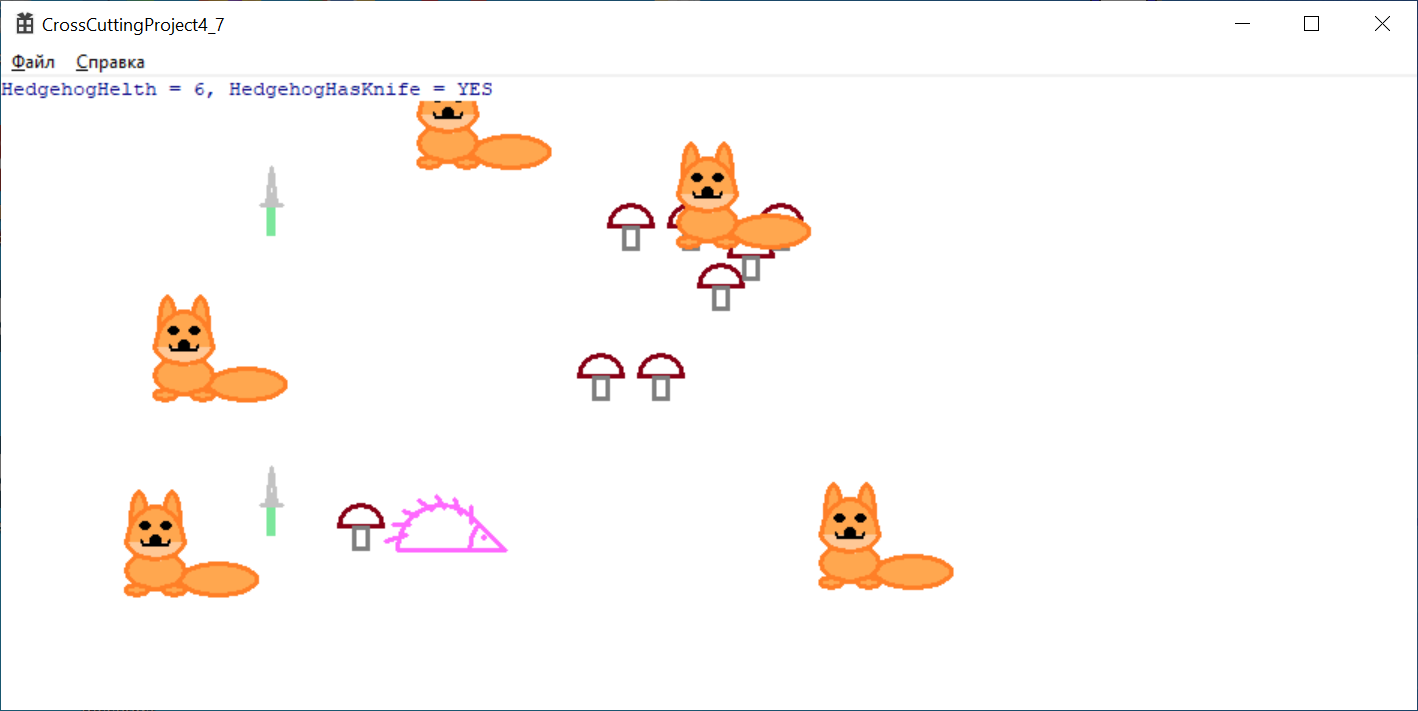 CrossCuttingProject4_7
Файл Справка
HedgehogHelth = 6, HedgehogHasKnife = YES